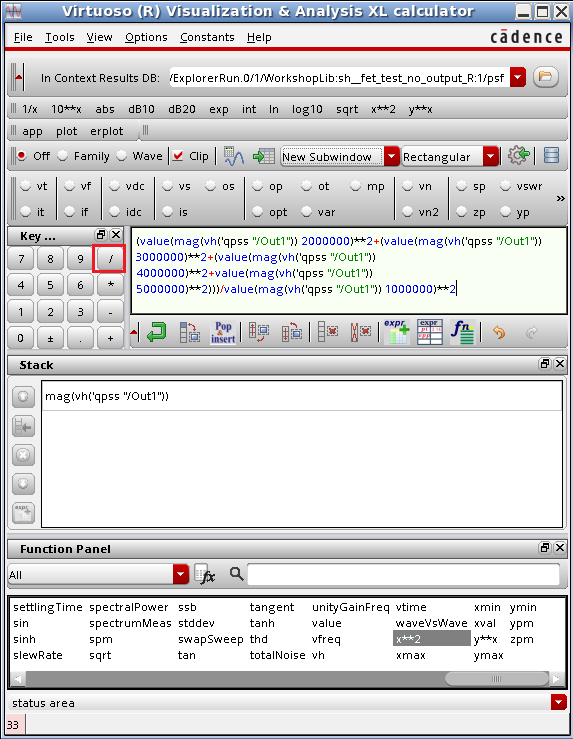 Virtuoso (R) Visualization & Analysis XL calculator
File Tools View Options Constants Help cādence
In Context Results DB: /ExplorerRun.0/1/WorkshopLib:sh__fet_test_no_output_R:1/psf
1/x 10**x abs dB10 dB20 exp int ln log10 sqrt x**2 y**x
app plot erplot
Off Family Wave Clip New Subwindow Rectangular
vt vf vdc vs os op ot mp vn sp vswr »
it if idc is opt var vn2 zp yp
Key ...
7 8 9 /
4 5 6 *
1 2 3 -
0 ± . +
(value(mag(vh('qpss "/Out1")) 2000000)**2+(value(mag(vh('qpss "/Out1"))
3000000)**2+(value(mag(vh('qpss "/Out1"))
4000000)**2+value(mag(vh('qpss "/Out1"))
5000000)**2)))/value(mag(vh('qpss "/Out1")) 1000000)**2
Pop & insert expr expr fn
Stack
mag(vh('qpss "/Out1"))
expr
Function Panel
All fx
settlingTime spectralPower ssb tangent unityGainFreq vtime xmin ymin
sin spectrumMeas stddev tanh value waveVsWave xval ypm
sinh spm swapSweep thd vfreq x**2 y**x zpm
slewRate sqrt tan totalNoise vh xmax ymax
status area
33